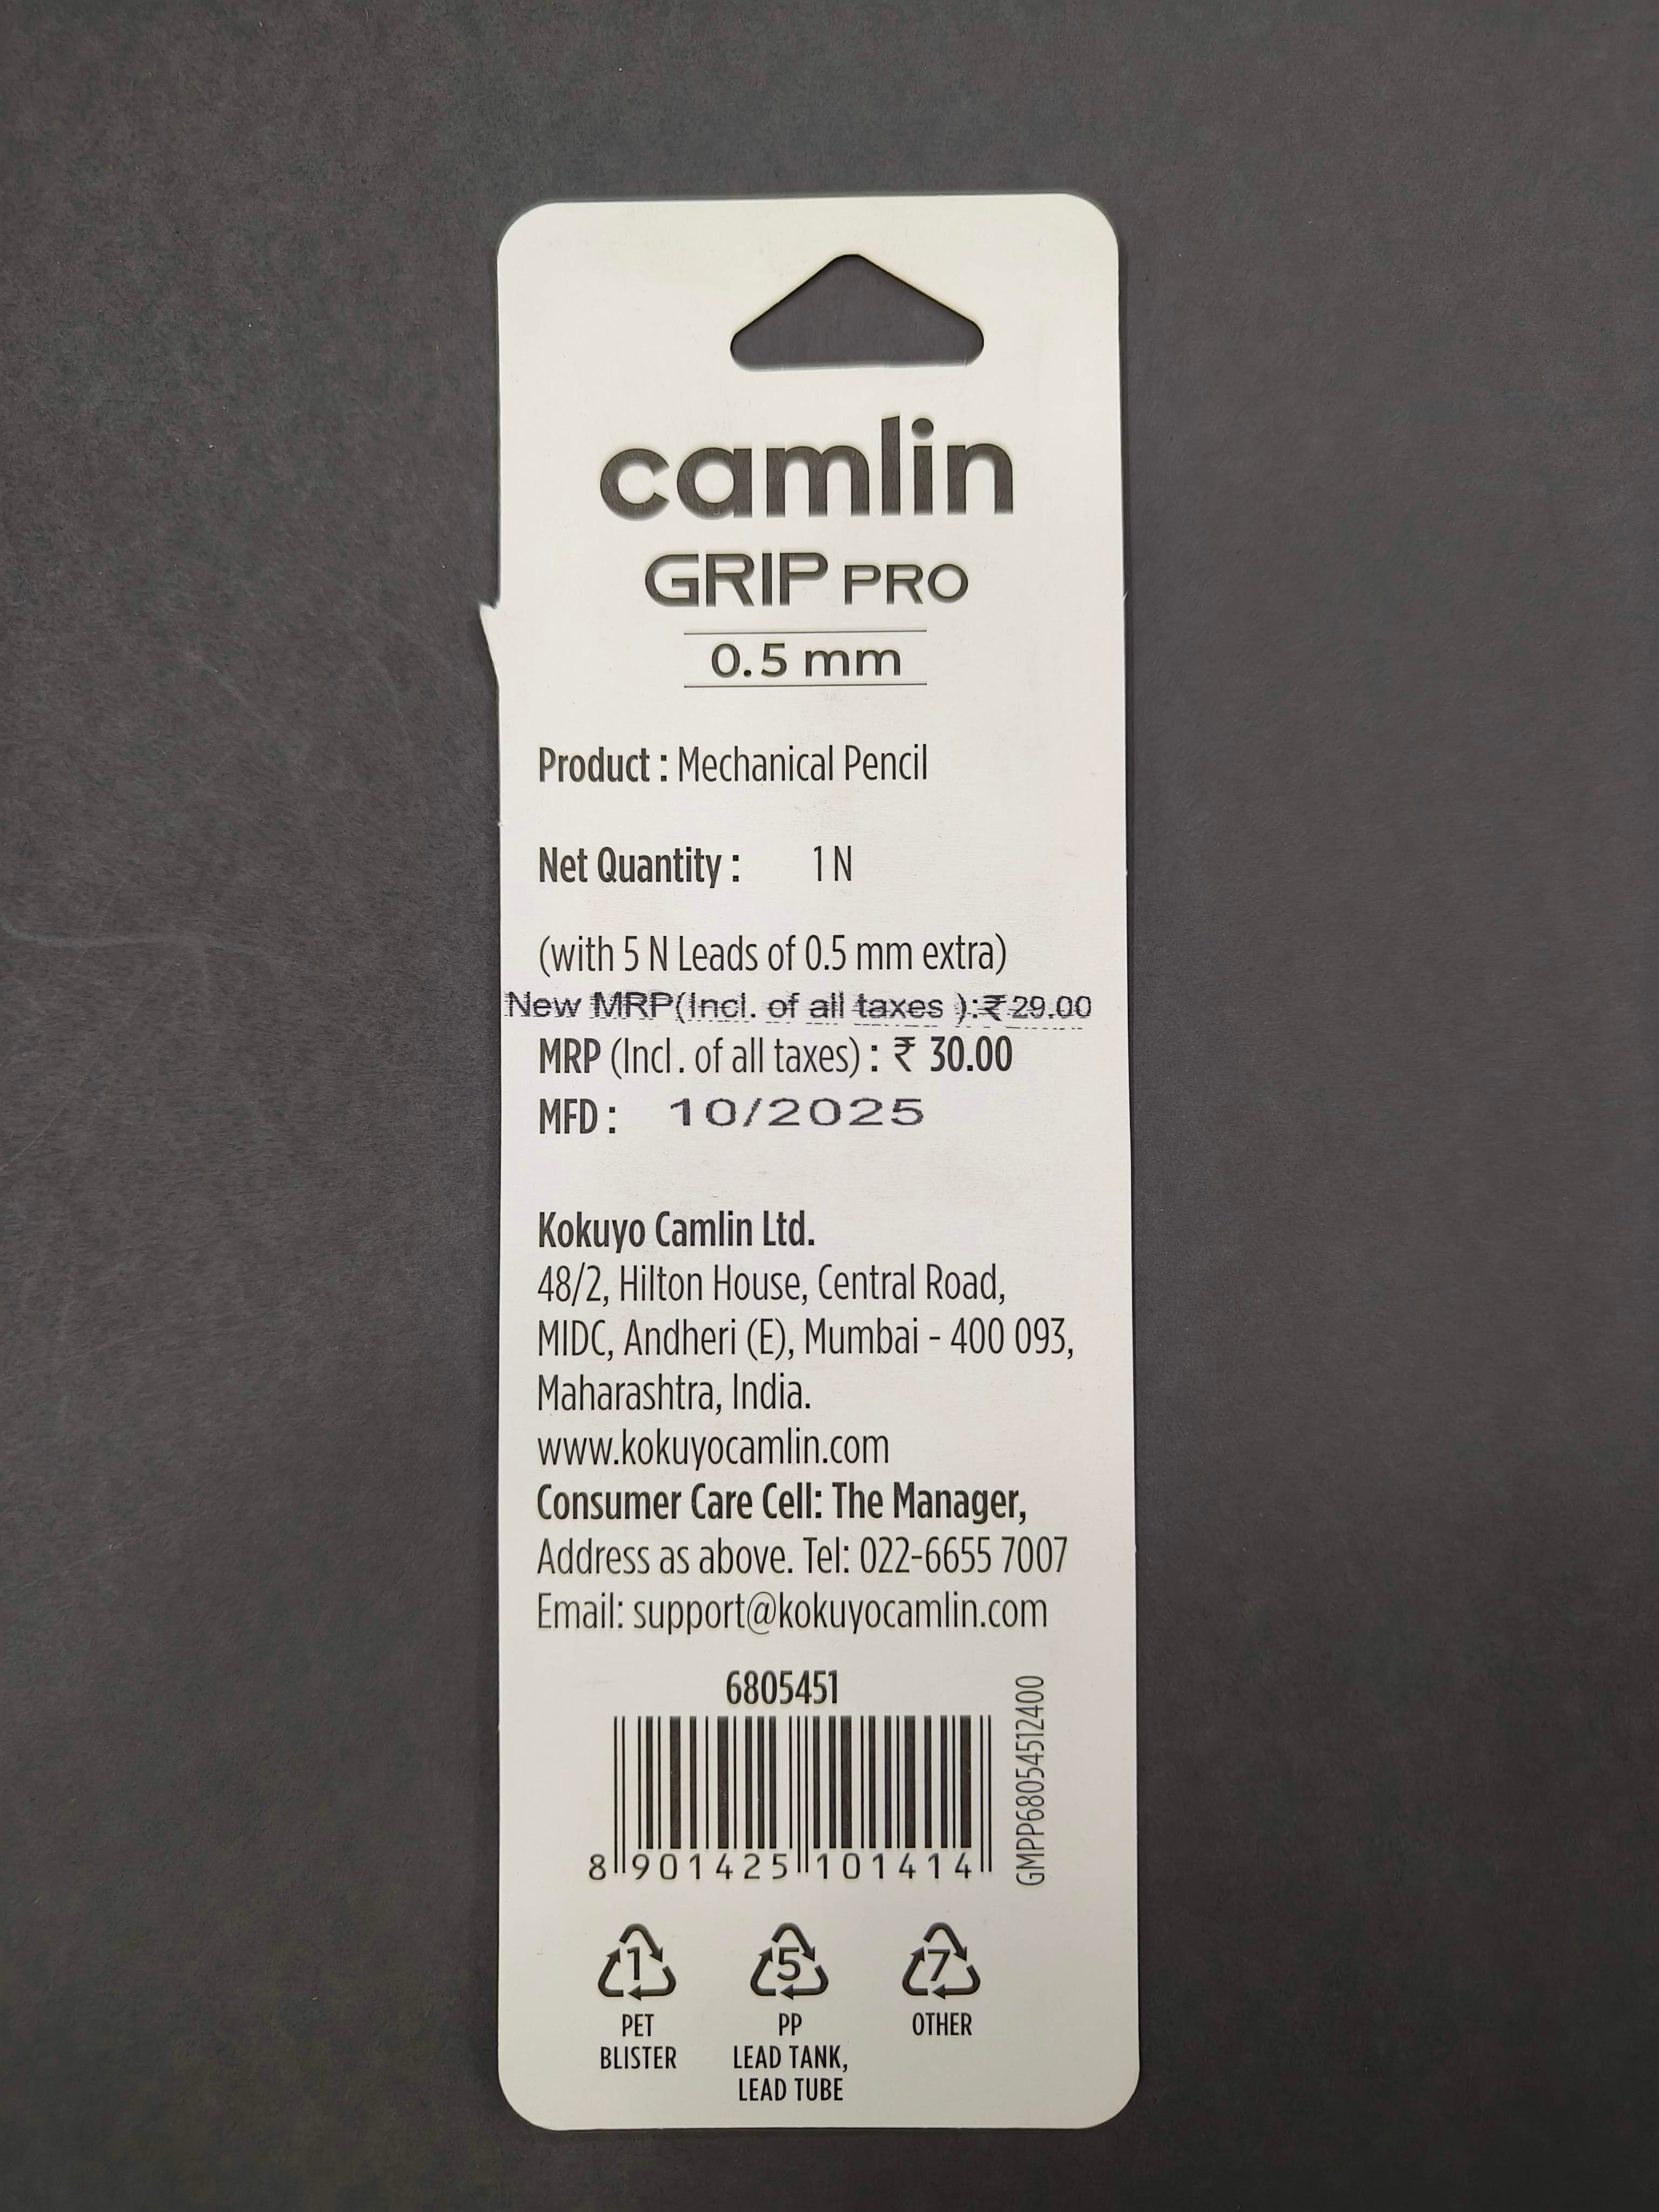 camlin
GRIP PRO
0.5 mm
Product : Mechanical Pencil
Net Quantity : 1 N
(with 5 N Leads of 0.5 mm extra)
New MRP(Incl. of all taxes ):₹29.00
MRP (Incl. of all taxes) : ₹ 30.00
MFD : 10/2025
Kokuyo Camlin Ltd.
48/2, Hilton House, Central Road,
MIDC, Andheri (E), Mumbai - 400 093,
Maharashtra, India.
www.kokuyocamlin.com
Consumer Care Cell: The Manager,
Address as above. Tel: 022-6655 7007
Email: support@kokuyocamlin.com
6805451
8 901425 101414
GMPP68054512400
1 5 7
PET PP OTHER
BLISTER LEAD TANK,
LEAD TUBE